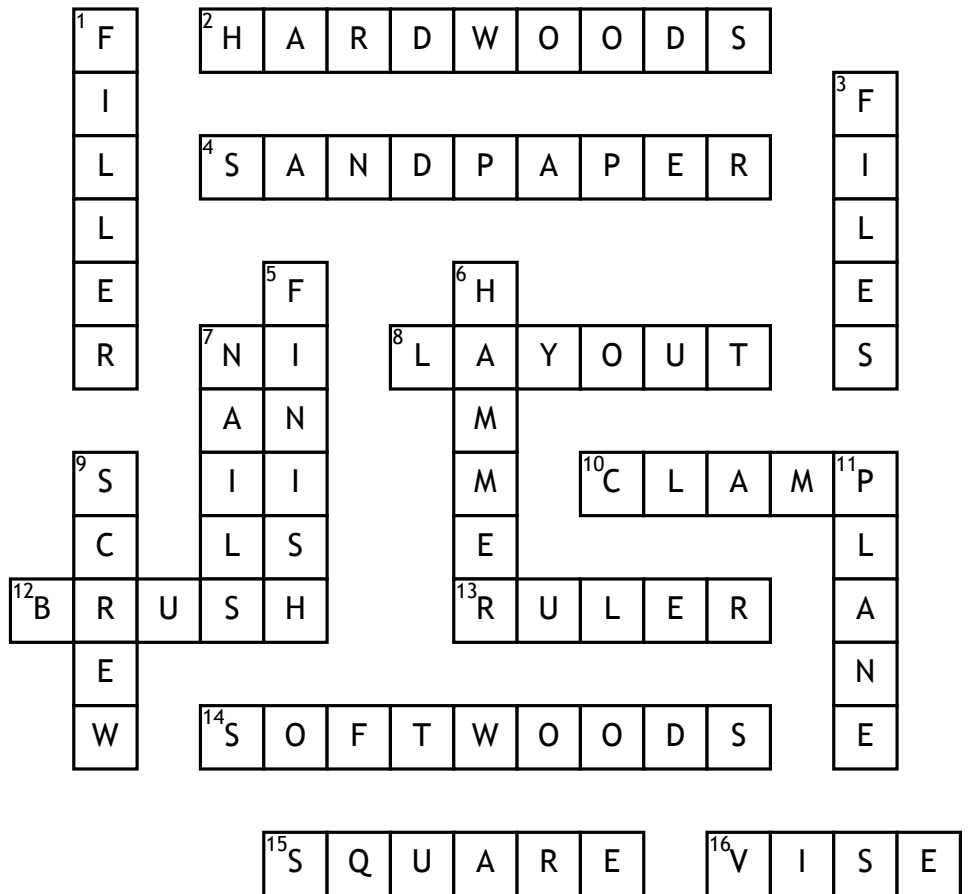 1 F 2 H A R D W O O D S
I 3 F
L 4 S A N D P A P E R I
L L
E 5 F 6 H E
R 7 N I 8 L A Y O U T S
A N M
9 S I I M 10 C L A M 11 P
C L S E L
12 B R U S H 13 R U L E R A
E N
W 14 S O F T W O O D S E
15 S Q U A R E 16 V I S E